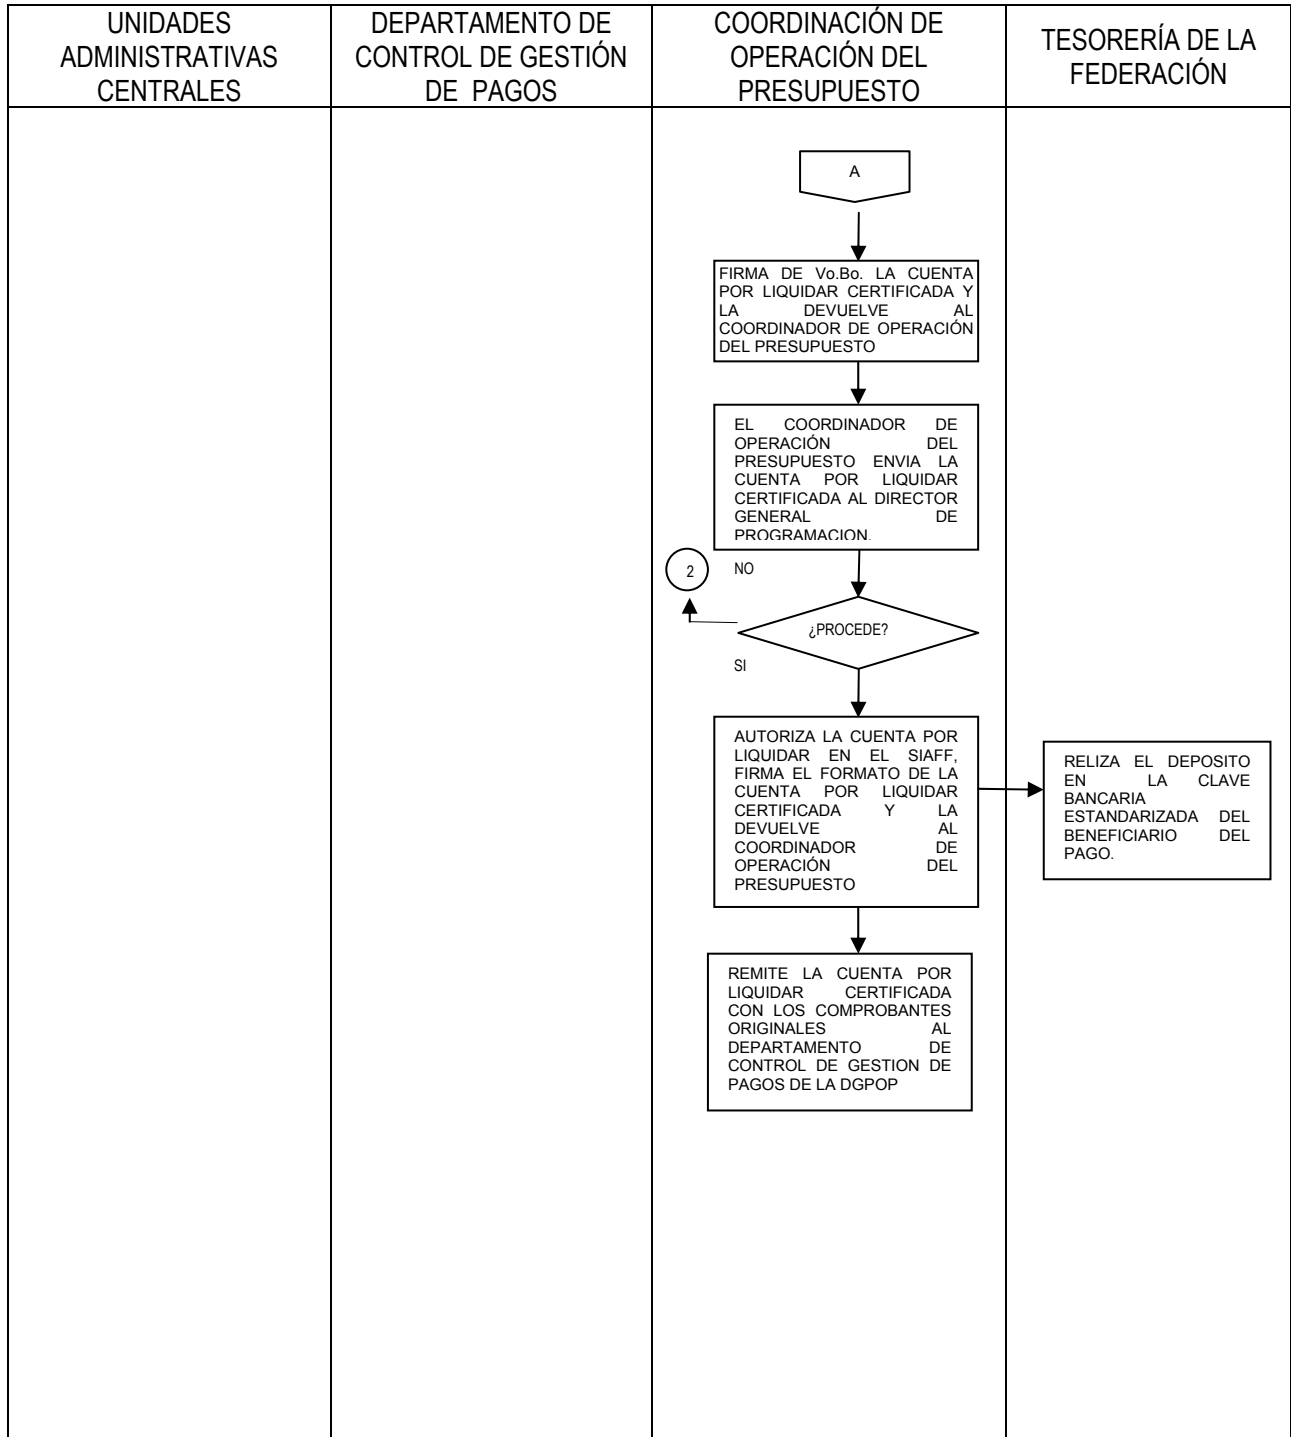 UNIDADES
ADMINISTRATIVAS
CENTRALES
DEPARTAMENTO DE
CONTROL DE GESTIÓN
DE PAGOS
COORDINACIÓN DE
OPERACIÓN DEL
PRESUPUESTO
TESORERÍA DE LA
FEDERACIÓN
A
FIRMA DE Vo.Bo. LA CUENTA
POR LIQUIDAR CERTIFICADA Y
LA DEVUELVE AL
COORDINADOR DE OPERACIÓN
DEL PRESUPUESTO
EL COORDINADOR DE
OPERACIÓN DEL
PRESUPUESTO ENVIA LA
CUENTA POR LIQUIDAR
CERTIFICADA AL DIRECTOR
GENERAL DE
PROGRAMACION.
2
NO
¿PROCEDE?
SI
AUTORIZA LA CUENTA POR
LIQUIDAR EN EL SIAFF,
FIRMA EL FORMATO DE LA
CUENTA POR LIQUIDAR
CERTIFICADA Y LA
DEVUELVE AL
COORDINADOR DE
OPERACIÓN DEL
PRESUPUESTO
RELIZA EL DEPOSITO
EN LA CLAVE
BANCARIA
ESTANDARIZADA DEL
BENEFICIARIO DEL
PAGO.
REMITE LA CUENTA POR
LIQUIDAR CERTIFICADA
CON LOS COMPROBANTES
ORIGINALES AL
DEPARTAMENTO DE
CONTROL DE GESTION DE
PAGOS DE LA DGPOP